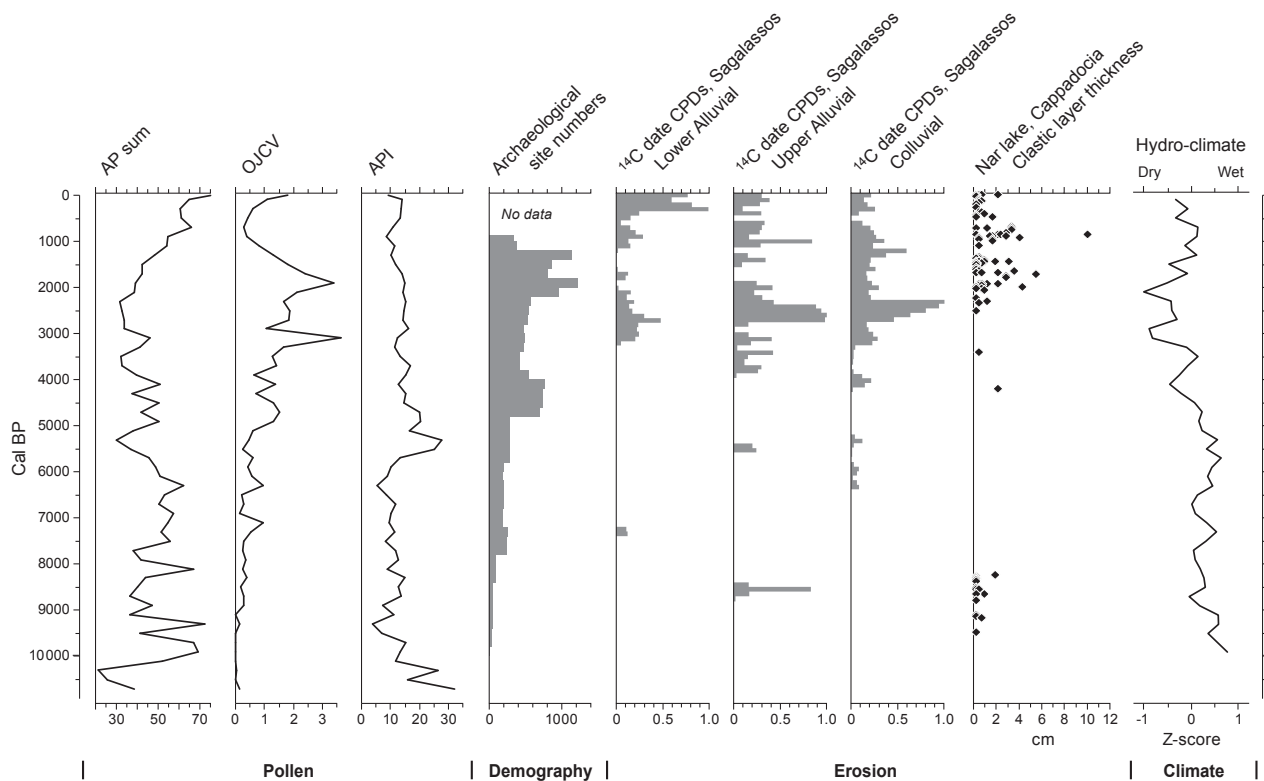 AP sum
OJCV
API
Archaeological
site numbers
¹⁴C date CPDs, Sagalassos
Lower Alluvial
¹⁴C date CPDs, Sagalassos
Upper Alluvial
¹⁴C date CPDs, Sagalassos
Colluvial
Nar lake, Cappadocia
Clastic layer thickness
Hydro-climate
Dry Wet
No data
Cal BP
0
1000
2000
3000
4000
5000
6000
7000
8000
9000
10000
30 50 70
0 1 2 3
0 10 20 30
0 1000
0 0.5 1.0
0 0.5 1.0
0 0.5 1.0
0 2 4 6 8 10 12
-1 0 1
cm
Z-score
Pollen
Demography
Erosion
Climate